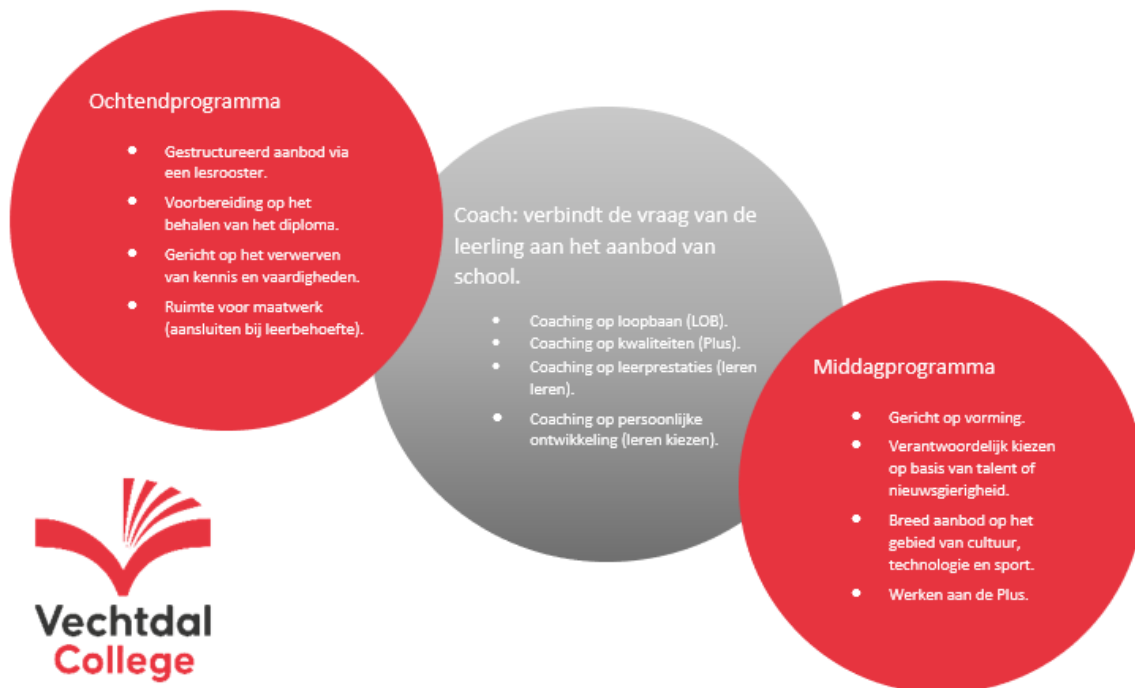 Ochtendprogramma
• Gestructureerd aanbod via
een lesrooster.
• Voorbereiding op het
behalen van het diploma.
• Gericht op het verwerven
van kennis en vaardigheden.
• Ruimte voor maatwerk
(aansluiten bij leerbehoefte).
Coach: verbindt de vraag van de
leerling aan het aanbod van
school.
• Coaching op loopbaan (LOB).
• Coaching op kwaliteiten (Plus).
• Coaching op leerprestaties (leren
leren).
• Coaching op persoonlijke
ontwikkeling (leren kiezen).
Middagprogramma
• Gericht op vorming.
• Verantwoordelijk kiezen
op basis van talent of
nieuwsgierigheid.
• Breed aanbod op het
gebied van cultuur,
technologie en sport.
• Werken aan de Plus.
Vechtdal
College